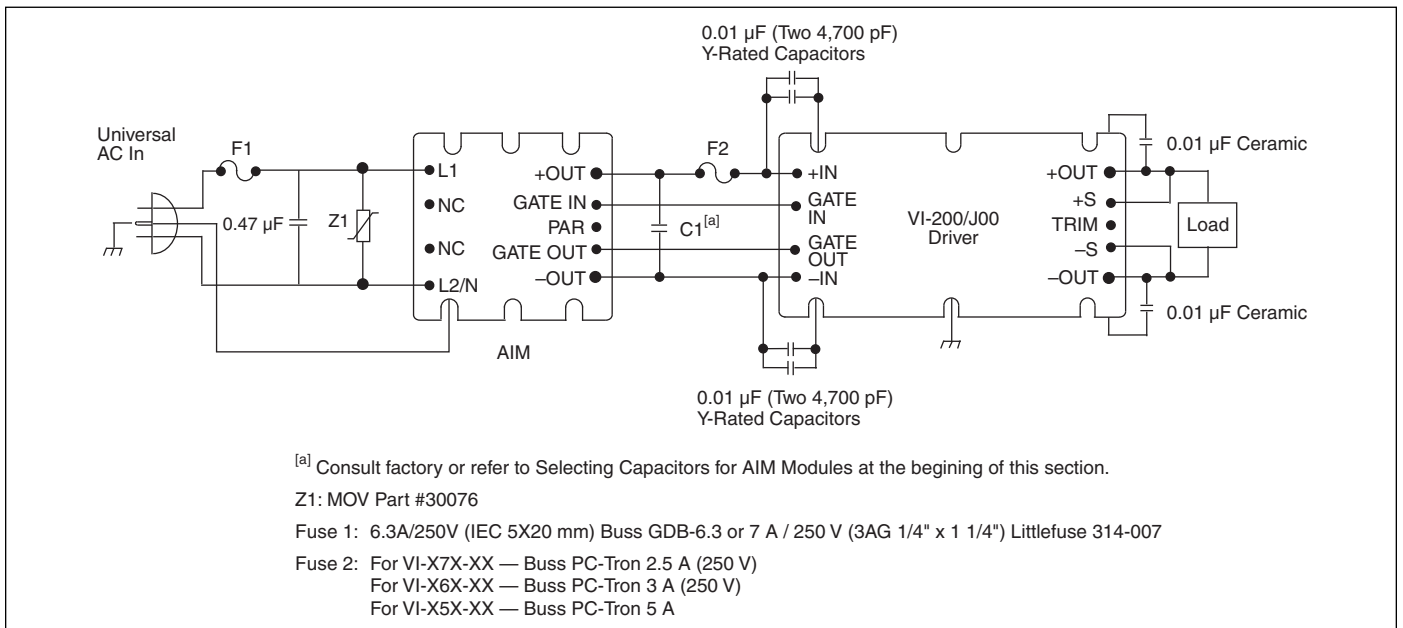 0.01 µF (Two 4,700 pF)
Y-Rated Capacitors
Universal
AC In
F1
0.47 µF
Z1
L1
NC
NC
L2/N
+OUT
GATE IN
PAR
GATE OUT
–OUT
AIM
C1[a]
F2
+IN
GATE
IN
GATE
OUT
–IN
VI-200/J00
Driver
+OUT
+S
TRIM
–S
–OUT
0.01 µF Ceramic
Load
0.01 µF Ceramic
0.01 µF (Two 4,700 pF)
Y-Rated Capacitors
[a] Consult factory or refer to Selecting Capacitors for AIM Modules at the begining of this section.
Z1: MOV Part #30076
Fuse 1: 6.3A/250V (IEC 5X20 mm) Buss GDB-6.3 or 7 A / 250 V (3AG 1/4" x 1 1/4") Littlefuse 314-007
Fuse 2: For VI-X7X-XX — Buss PC-Tron 2.5 A (250 V)
For VI-X6X-XX — Buss PC-Tron 3 A (250 V)
For VI-X5X-XX — Buss PC-Tron 5 A